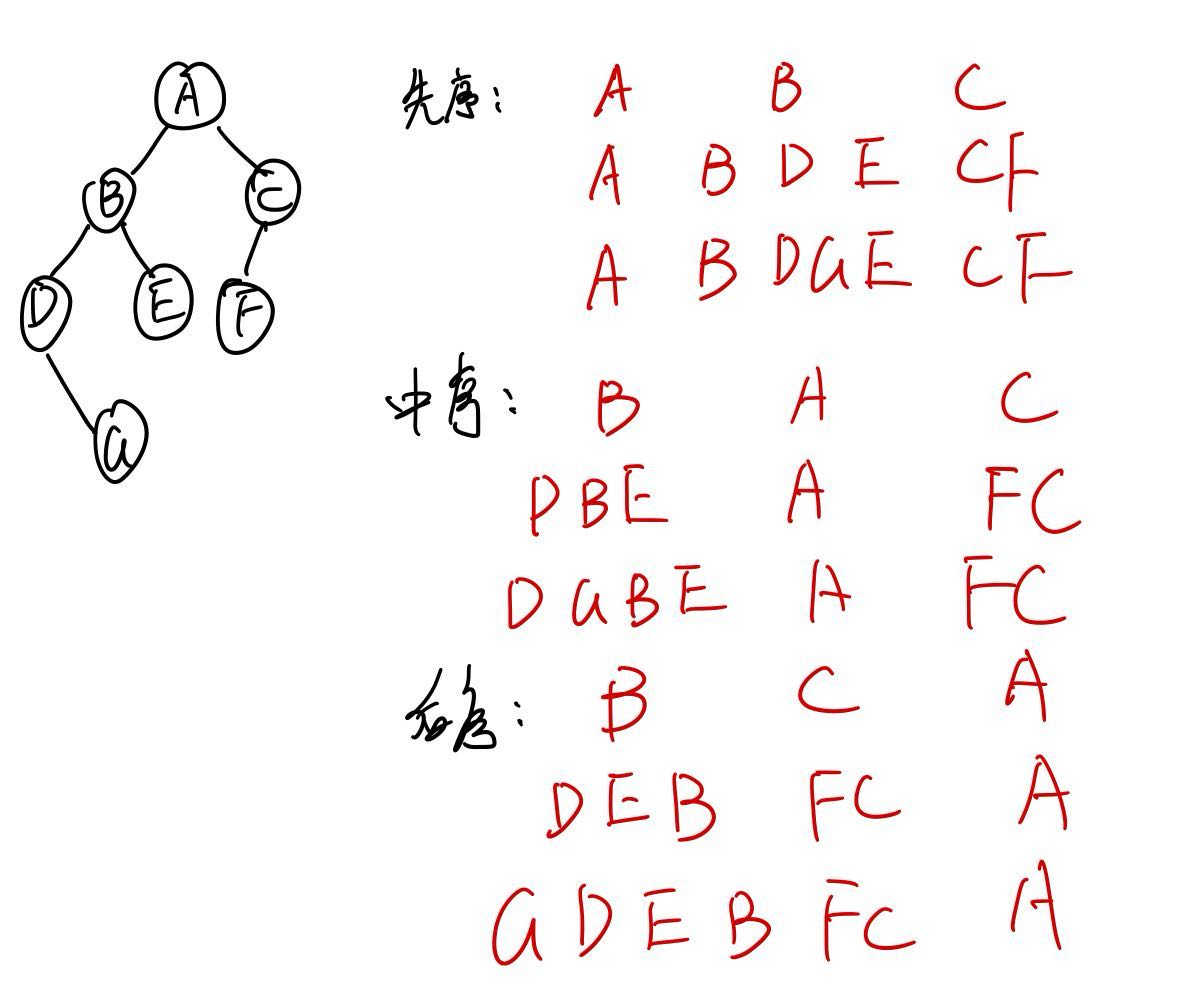 A
B C
D E F
G
先序: A B C
A B D E C F
A B D G E C F
中序: B A C
D B E A F C
D G B E A F C
后序: B C A
D E B F C A
G D E B F C A